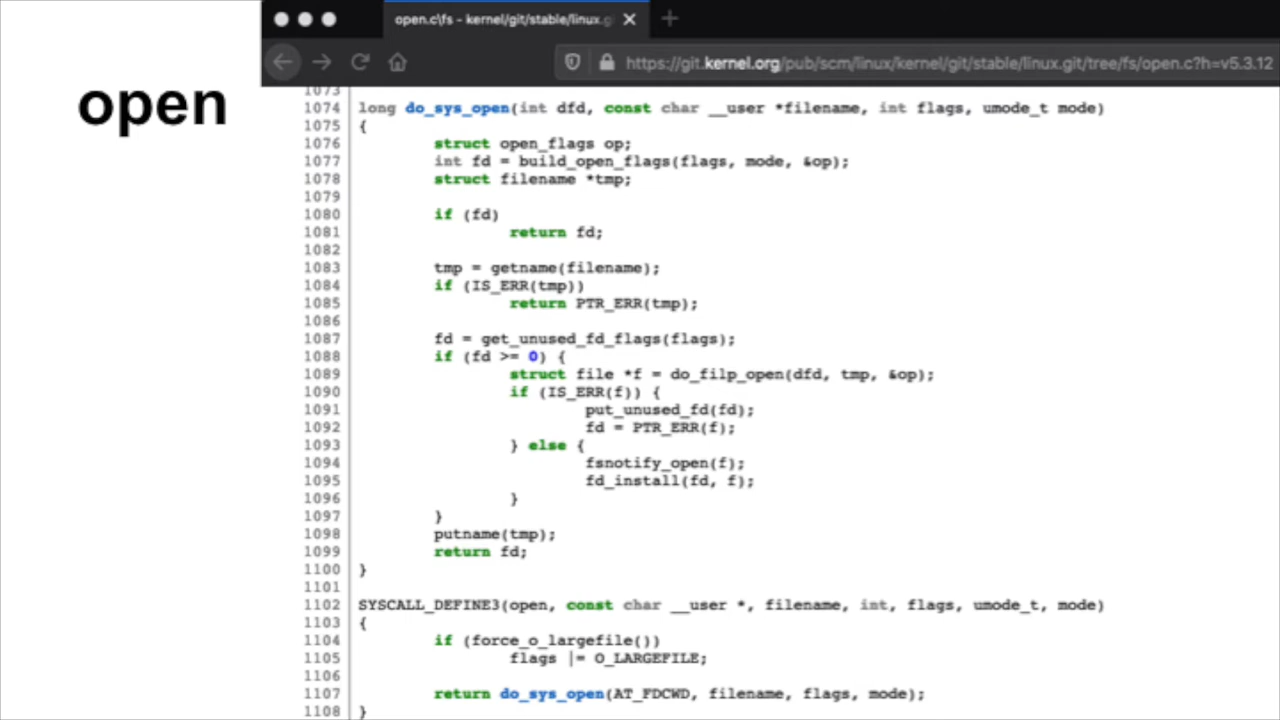 open
open.c\fs - kernel/git/stable/linux.g
https://git.kernel.org/pub/scm/linux/kernel/git/stable/linux.git/tree/fs/open.c?h=v5.3.12
1073
1074 long do_sys_open(int dfd, const char __user *filename, int flags, umode_t mode)
1075 {
1076 struct open_flags op;
1077 int fd = build_open_flags(flags, mode, &op);
1078 struct filename *tmp;
1079
1080 if (fd)
1081 return fd;
1082
1083 tmp = getname(filename);
1084 if (IS_ERR(tmp))
1085 return PTR_ERR(tmp);
1086
1087 fd = get_unused_fd_flags(flags);
1088 if (fd >= 0) {
1089 struct file *f = do_filp_open(dfd, tmp, &op);
1090 if (IS_ERR(f)) {
1091 put_unused_fd(fd);
1092 fd = PTR_ERR(f);
1093 } else {
1094 fsnotify_open(f);
1095 fd_install(fd, f);
1096 }
1097 }
1098 putname(tmp);
1099 return fd;
1100 }
1101
1102 SYSCALL_DEFINE3(open, const char __user *, filename, int, flags, umode_t, mode)
1103 {
1104 if (force_o_largefile())
1105 flags |= O_LARGEFILE;
1106
1107 return do_sys_open(AT_FDCWD, filename, flags, mode);
1108 }